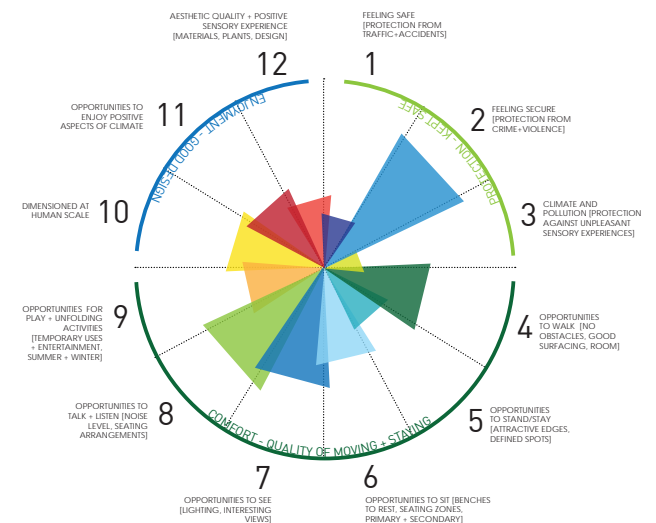 AESTHETIC QUALITY + POSITIVE
SENSORY EXPERIENCE
[MATERIALS, PLANTS, DESIGN]
12
FEELING SAFE
[PROTECTION FROM
TRAFFIC+ACCIDENTS]
1
2
FEELING SECURE
[PROTECTION FROM
CRIME+VIOLENCE]
3
CLIMATE AND
POLLUTION [PROTECTION
AGAINST UNPLEASANT
SENSORY EXPERIENCES]
4
OPPORTUNITIES
TO WALK [NO
OBSTACLES, GOOD
SURFACING, ROOM]
5
OPPORTUNITIES
TO STAND/STAY
[ATTRACTIVE EDGES,
DEFINED SPOTS]
6
OPPORTUNITIES TO SIT [BENCHES
TO REST, SEATING ZONES,
PRIMARY + SECONDARY]
7
OPPORTUNITIES TO SEE
[LIGHTING, INTERESTING
VIEWS]
8
OPPORTUNITIES TO
TALK + LISTEN [NOISE
LEVEL, SEATING
ARRANGEMENTS]
9
OPPORTUNITIES FOR
PLAY + UNFOLDING
ACTIVITIES
[TEMPORARY USES
+ ENTERTAINMENT,
SUMMER + WINTER]
10
DIMENSIONED AT
HUMAN SCALE
11
OPPORTUNITIES TO
ENJOY POSITIVE
ASPECTS OF CLIMATE
PROTECTION - KEPT SAFE
COMFORT - QUALITY OF MOVING + STAYING
ENJOYMENT - GOOD DESIGN